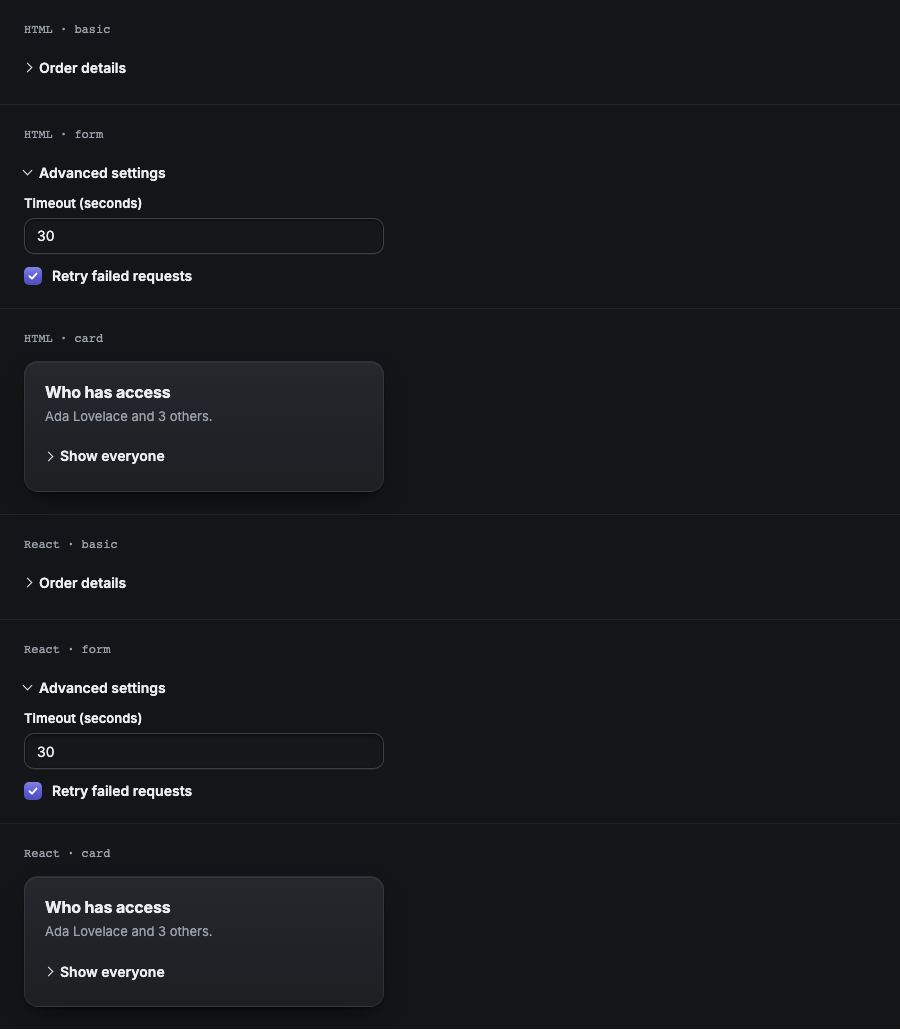 HTML · basic
Order details
HTML · form
Advanced settings
Timeout (seconds)
30
Retry failed requests
HTML · card
Who has access
Ada Lovelace and 3 others.
Show everyone
React · basic
Order details
React · form
Advanced settings
Timeout (seconds)
30
Retry failed requests
React · card
Who has access
Ada Lovelace and 3 others.
Show everyone